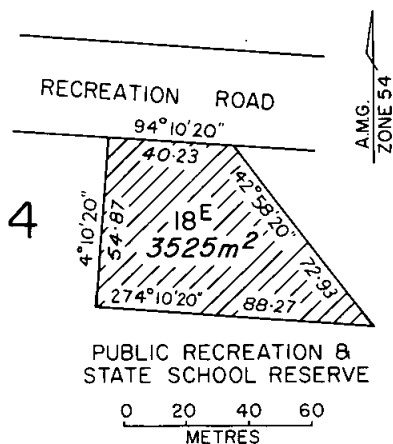 RECREATION ROAD
A.M.G.
ZONE 54
94°10'20"
40·23
142°58'20"
72·93
4
4°10'20"
54·87
18E
3525m²
274°10'20"
88·27
PUBLIC RECREATION &
STATE SCHOOL RESERVE
0 20 40 60
METRES